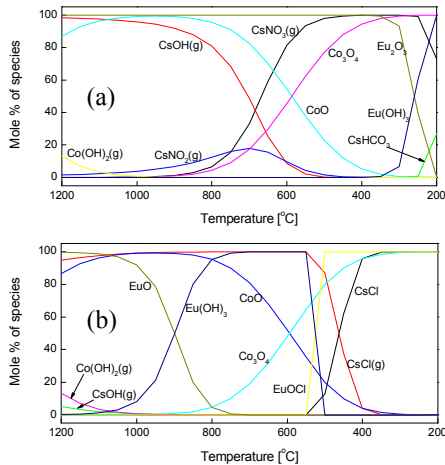 Mole % of species
100
80
60
40
20
0
CsOH(g)
CsNO₃(g)
Co₃O₄
Eu₂O₃
(a)
CoO
Eu(OH)₃
CsHCO₃
Co(OH)₂(g)
CsNO₂(g)
1200 1000 800 600 400 200
Temperature [°C]
Mole % of species
100
80
60
40
20
0
EuO
CoO
CsCl
(b)
Eu(OH)₃
Co₃O₄
CsCl(g)
EuOCl
Co(OH)₂(g)
CsOH(g)
1200 1000 800 600 400 200
Temperature [°C]